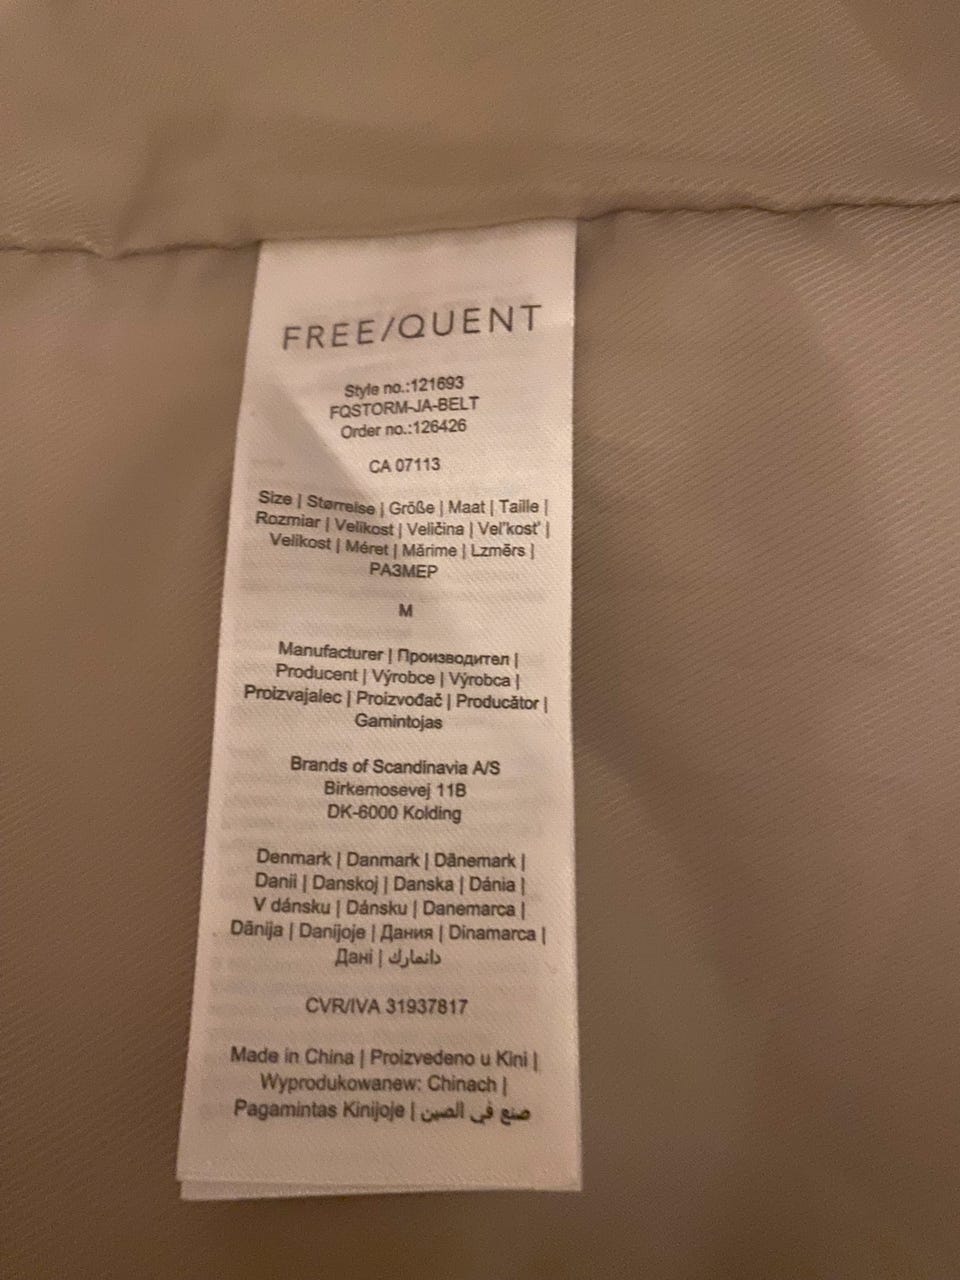 FREE/QUENT
Style no.:121693
FQSTORM-JA-BELT
Order no.:126426
CA 07113
Size | Størrelse | Größe | Maat | Taille |
Rozmiar | Velikost | Veličina | Veľkosť |
Velikost | Méret | Mărime | Lzmērs |
РАЗМЕР
M
Manufacturer | Производител |
Producent | Výrobce | Výrobca |
Proizvajalec | Proizvođač | Producător |
Gamintojas
Brands of Scandinavia A/S
Birkemosevej 11B
DK-6000 Kolding
Denmark | Danmark | Dänemark |
Danii | Danskoj | Danska | Dánia |
V dánsku | Dánsku | Danemarca |
Dānija | Danijoje | Дания | Dinamarca |
Дані | دانمارك
CVR/IVA 31937817
Made in China | Proizvedeno u Kini |
Wyprodukowanew: Chinach |
Pagamintas Kinijoje | صنع في الصين